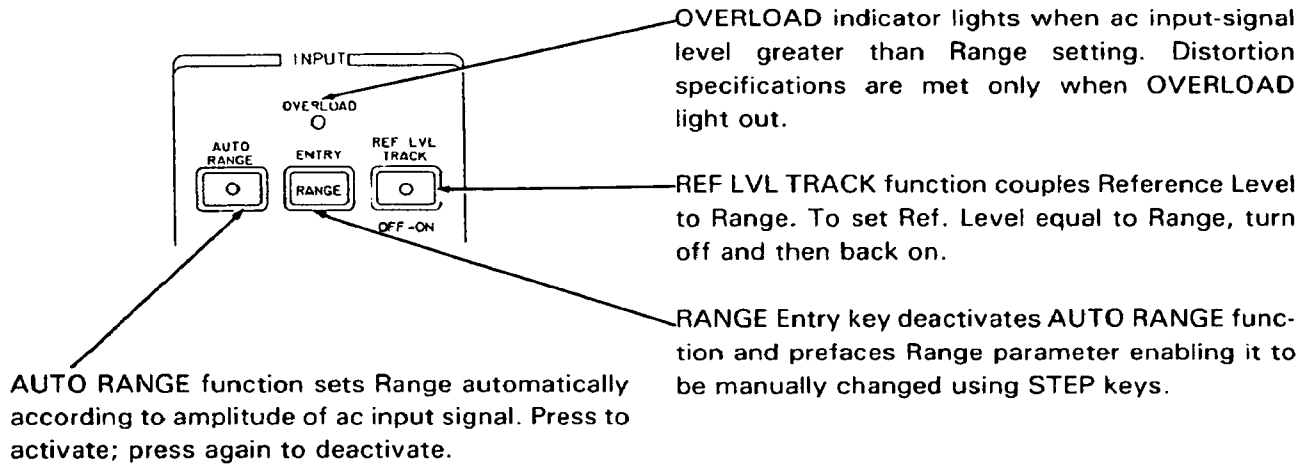 OVERLOAD indicator lights when ac input-signal
level greater than Range setting. Distortion
specifications are met only when OVERLOAD
light out.
INPUT
OVERLOAD
AUTO
RANGE
ENTRY
REF LVL
TRACK
RANGE
OFF-ON
REF LVL TRACK function couples Reference Level
to Range. To set Ref. Level equal to Range, turn
off and then back on.
RANGE Entry key deactivates AUTO RANGE func-
tion and prefaces Range parameter enabling it to
be manually changed using STEP keys.
AUTO RANGE function sets Range automatically
according to amplitude of ac input signal. Press to
activate; press again to deactivate.